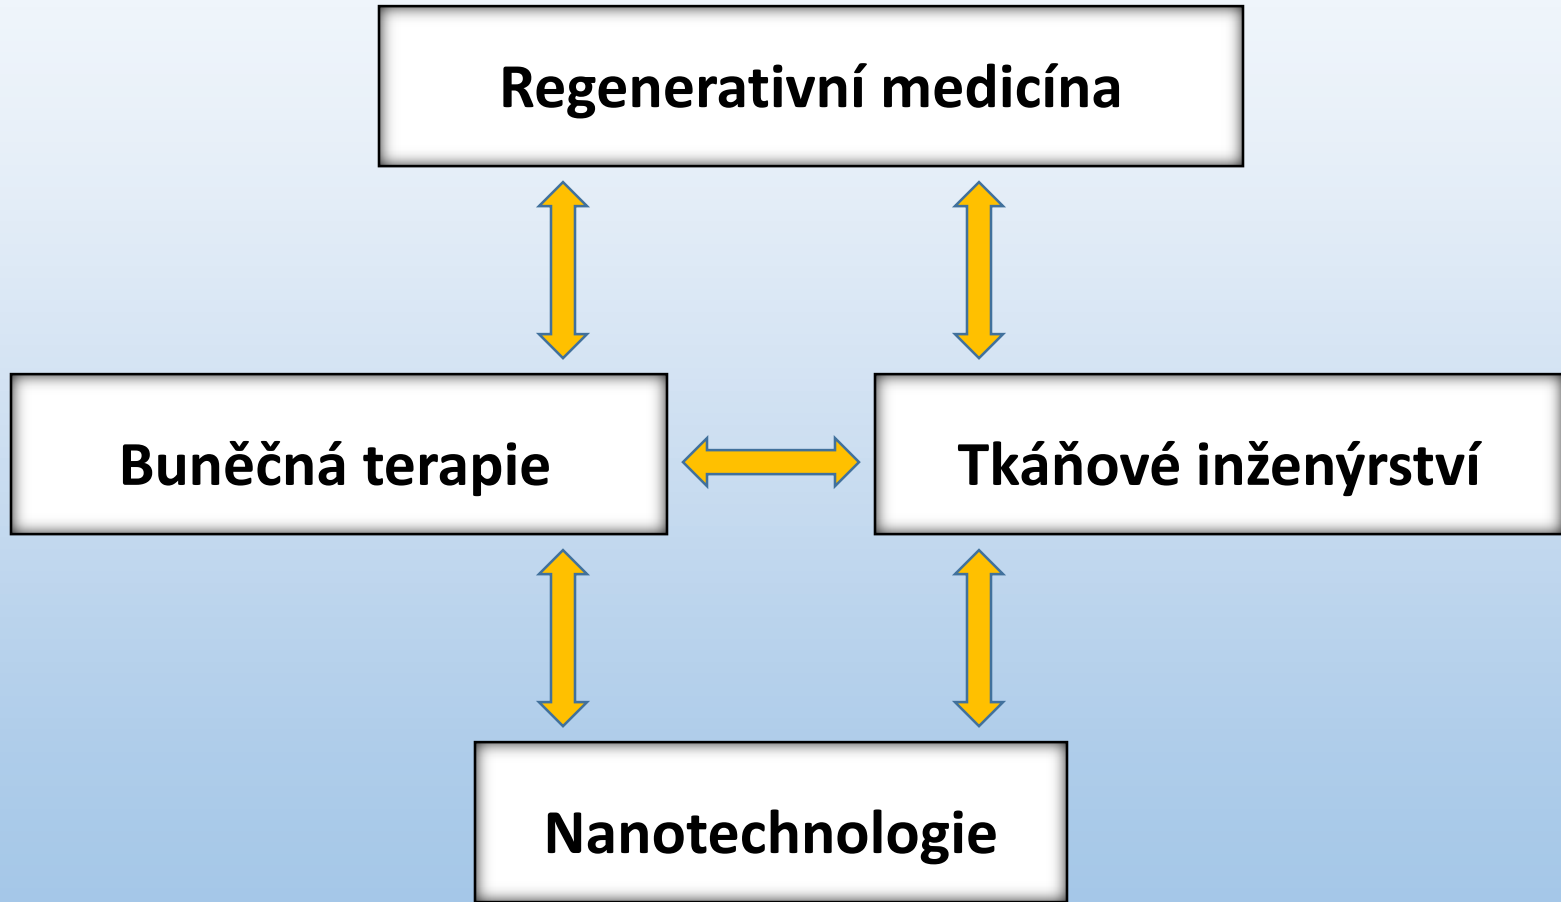 Regenerativní medicína
Buněčná terapie
Tkáňové inženýrství
Nanotechnologie